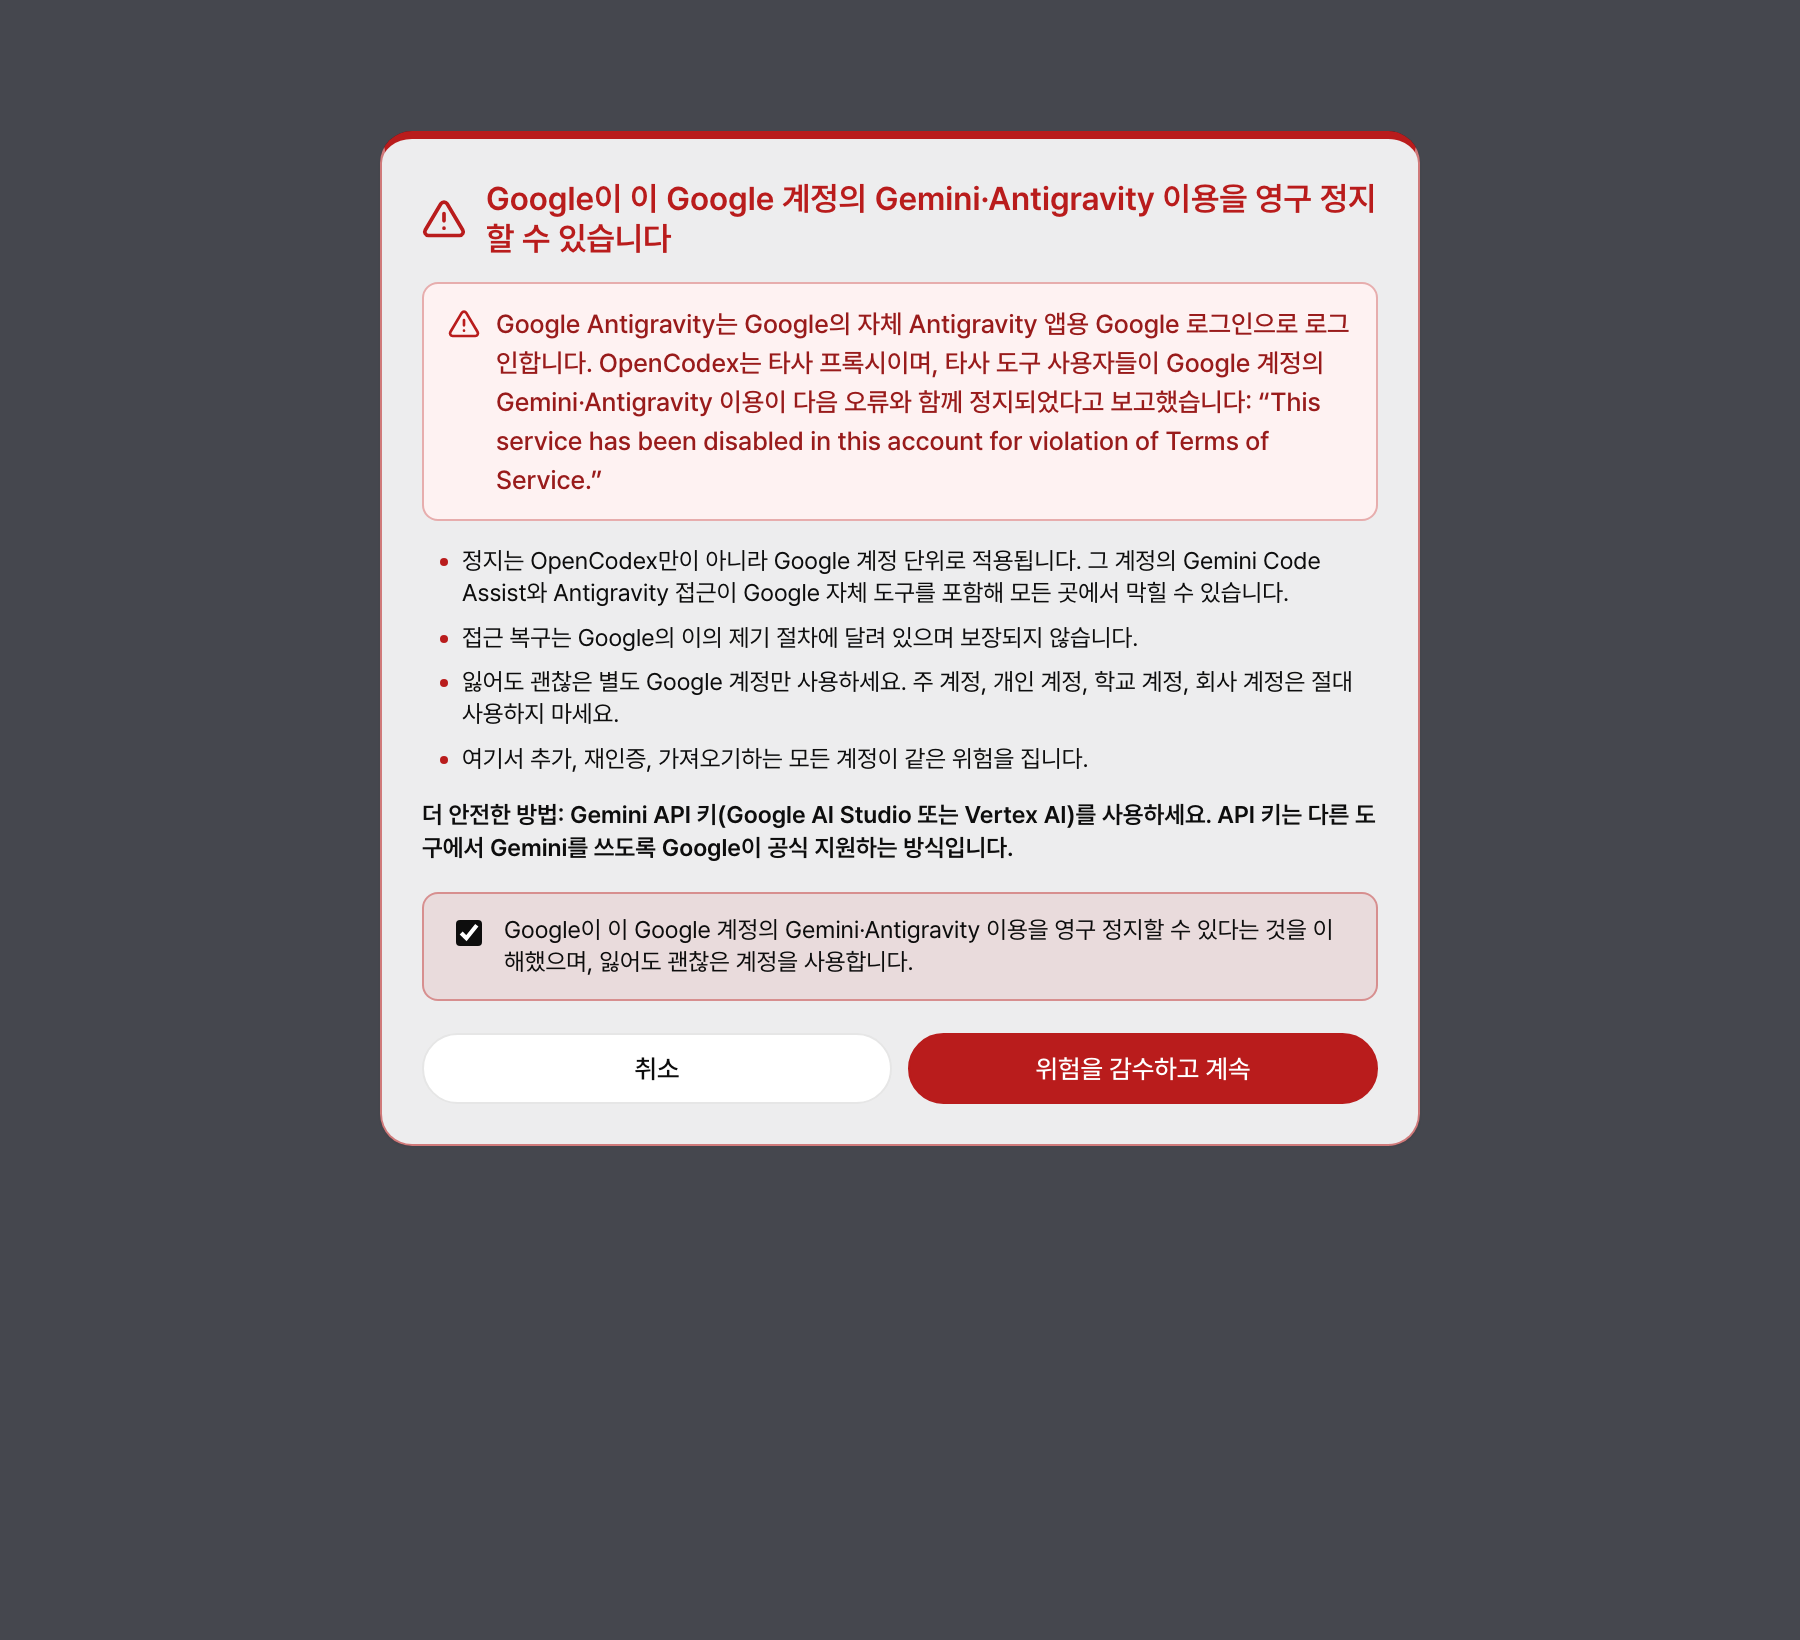 Google이 이 Google 계정의 Gemini·Antigravity 이용을 영구 정지
할 수 있습니다
Google Antigravity는 Google의 자체 Antigravity 앱용 Google 로그인으로 로그
인합니다. OpenCodex는 타사 프록시이며, 타사 도구 사용자들이 Google 계정의
Gemini·Antigravity 이용이 다음 오류와 함께 정지되었다고 보고했습니다: “This
service has been disabled in this account for violation of Terms of
Service.”
• 정지는 OpenCodex만이 아니라 Google 계정 단위로 적용됩니다. 그 계정의 Gemini Code
Assist와 Antigravity 접근이 Google 자체 도구를 포함해 모든 곳에서 막힐 수 있습니다.
• 접근 복구는 Google의 이의 제기 절차에 달려 있으며 보장되지 않습니다.
• 잃어도 괜찮은 별도 Google 계정만 사용하세요. 주 계정, 개인 계정, 학교 계정, 회사 계정은 절대
사용하지 마세요.
• 여기서 추가, 재인증, 가져오기하는 모든 계정이 같은 위험을 집니다.
더 안전한 방법: Gemini API 키(Google AI Studio 또는 Vertex AI)를 사용하세요. API 키는 다른 도
구에서 Gemini를 쓰도록 Google이 공식 지원하는 방식입니다.
Google이 이 Google 계정의 Gemini·Antigravity 이용을 영구 정지할 수 있다는 것을 이
해했으며, 잃어도 괜찮은 계정을 사용합니다.
취소
위험을 감수하고 계속